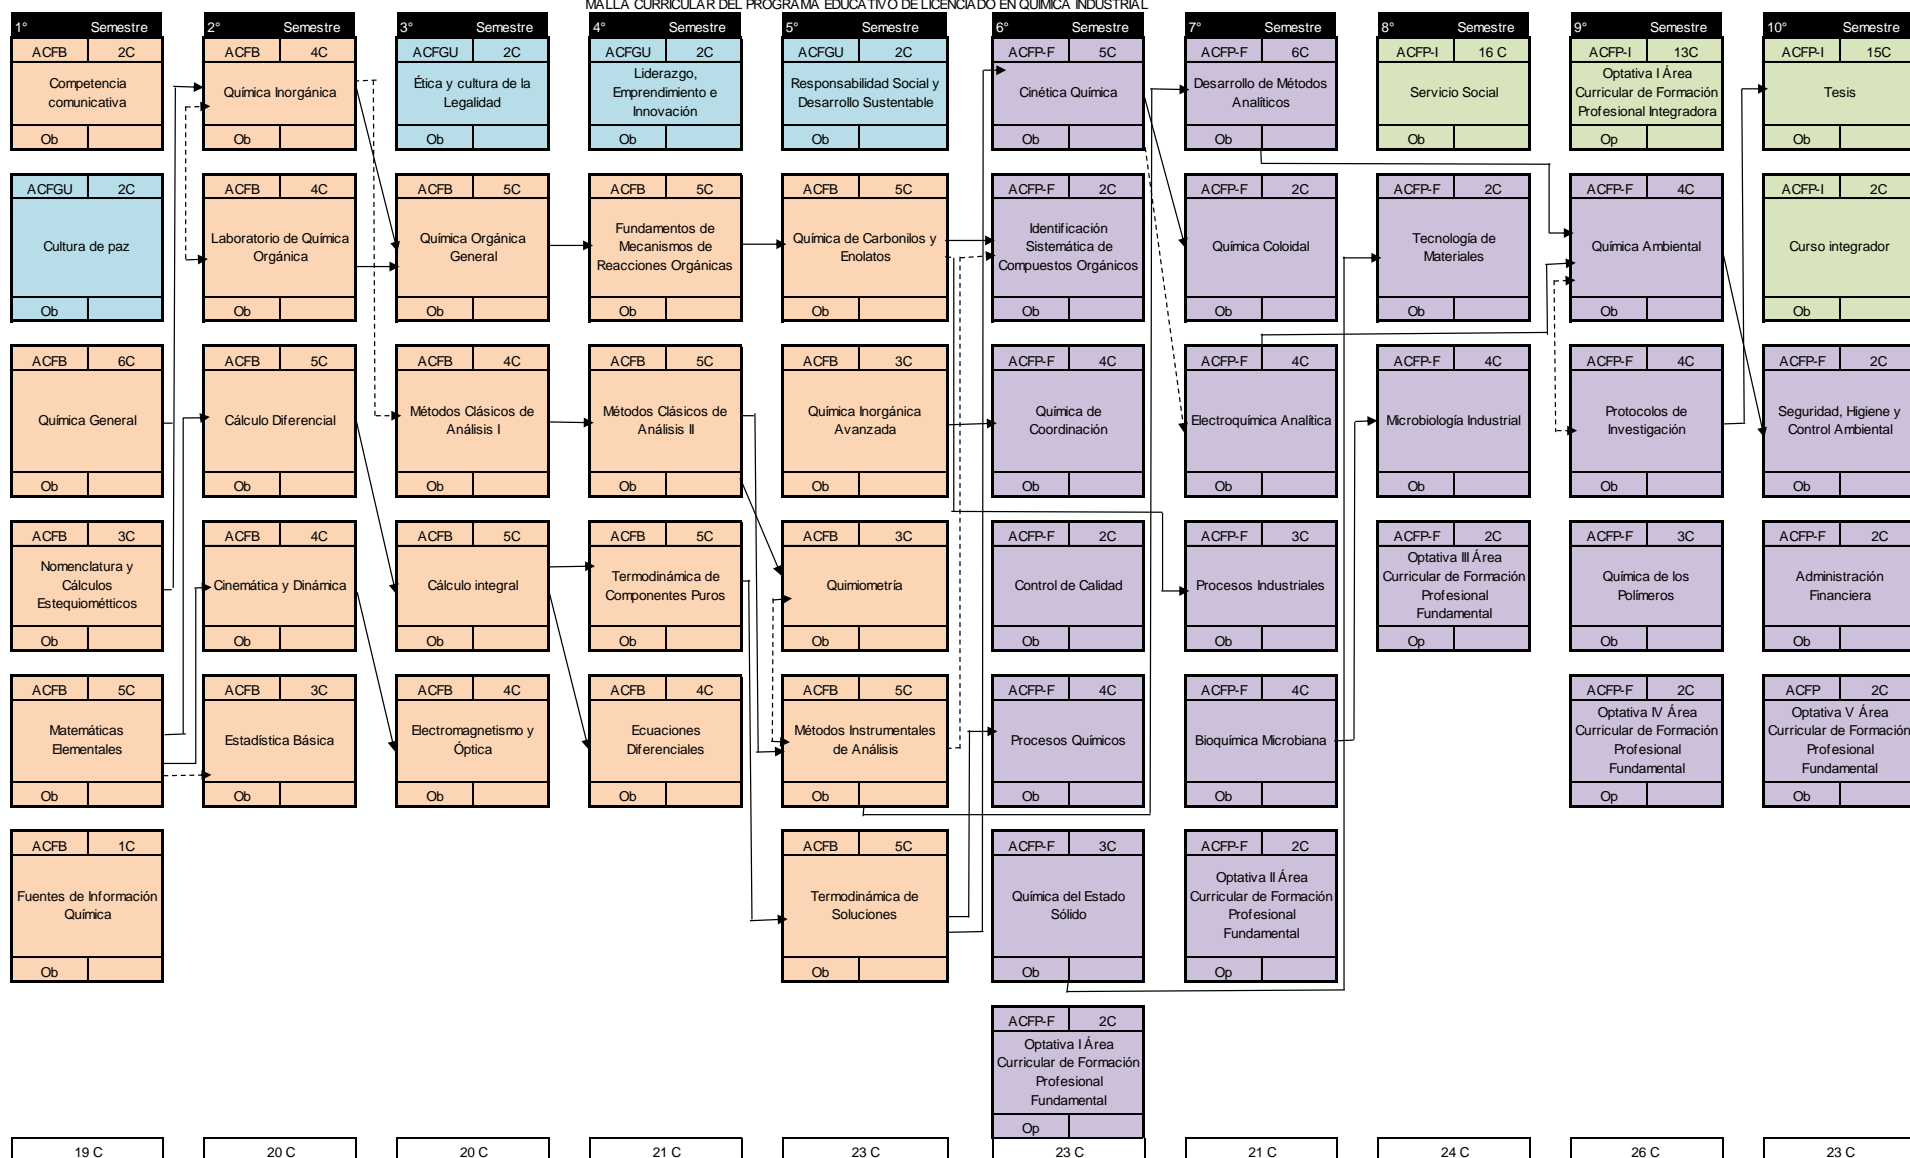 MALLA CURRICULAR DEL PROGRAMA EDUCATIVO DE LICENCIADO EN QUIMICA INDUSTRIAL
1° Semestre
ACFB 2C
Competencia
comunicativa
Ob
ACFGU 2C
Cultura de paz
Ob
ACFB 6C
Química General
Ob
ACFB 3C
Nomenclatura y
Cálculos
Estequiométticos
Ob
ACFB 5C
Matemáticas
Elementales
Ob
ACFB 1C
Fuentes de Información
Química
Ob
19 C
2° Semestre
ACFB 4C
Química Inorgánica
Ob
ACFB 4C
Laboratorio de Química
Orgánica
Ob
ACFB 5C
Cálculo Diferencial
Ob
ACFB 4C
Cinemática y Dinámica
Ob
ACFB 3C
Estadística Básica
Ob
20 C
3° Semestre
ACFGU 2C
Ética y cultura de la
Legalidad
Ob
ACFB 5C
Química Orgánica
General
Ob
ACFB 4C
Métodos Clásicos de
Análisis I
Ob
ACFB 5C
Cálculo integral
Ob
ACFB 4C
Electromagnetismo y
Óptica
Ob
20 C
4° Semestre
ACFGU 2C
Liderazgo,
Emprendimiento e
Innovación
Ob
ACFB 5C
Fundamentos de
Mecanismos de
Reacciones Orgánicas
Ob
ACFB 5C
Métodos Clásicos de
Análisis II
Ob
ACFB 5C
Termodinámica de
Componentes Puros
Ob
ACFB 4C
Ecuaciones
Diferenciales
Ob
21 C
5° Semestre
ACFGU 2C
Responsabilidad Social y
Desarrollo Sustentable
Ob
ACFB 5C
Química de Carbonilos y
Enolatos
Ob
ACFB 3C
Química Inorgánica
Avanzada
Ob
ACFB 3C
Quimiometría
Ob
ACFB 5C
Métodos Instrumentales
de Análisis
Ob
ACFB 5C
Termodinámica de
Soluciones
Ob
23 C
6° Semestre
ACFP-F 5C
Cinética Química
Ob
ACFP-F 2C
Identificación
Sistemática de
Compuestos Orgánicos
Ob
ACFP-F 4C
Química de
Coordinación
Ob
ACFP-F 2C
Control de Calidad
Ob
ACFP-F 4C
Procesos Químicos
Ob
ACFP-F 3C
Química del Estado
Sólido
Ob
ACFP-F 2C
Optativa I Área
Curricular de Formación
Profesional
Fundamental
Op
23 C
7° Semestre
ACFP-F 6C
Desarrollo de Métodos
Analíticos
Ob
ACFP-F 2C
Química Coloidal
Ob
ACFP-F 4C
Electroquímica Analítica
Ob
ACFP-F 3C
Procesos Industriales
Ob
ACFP-F 4C
Bioquímica Microbiana
Ob
ACFP-F 2C
Optativa II Área
Curricular de Formación
Profesional
Fundamental
Op
21 C
8° Semestre
ACFP-I 16 C
Servicio Social
Ob
ACFP-F 2C
Tecnología de
Materiales
Ob
ACFP-F 4C
Microbiología Industrial
Ob
ACFP-F 2C
Optativa III Área
Curricular de Formación
Profesional
Fundamental
Op
24 C
9° Semestre
ACFP-I 13C
Optativa I Área
Curricular de Formación
Profesional Integradora
Op
ACFP-F 4C
Química Ambiental
Ob
ACFP-F 4C
Protocolos de
Investigación
Ob
ACFP-F 3C
Química de los
Polímeros
Ob
ACFP-F 2C
Optativa IV Área
Curricular de Formación
Profesional
Fundamental
Op
26 C
10° Semestre
ACFP-I 15C
Tesis
Ob
ACFP-I 2C
Curso integrador
Ob
ACFP-F 2C
Seguridad, Higiene y
Control Ambiental
Ob
ACFP-F 2C
Administración
Financiera
Ob
ACFP 2C
Optativa V Área
Curricular de Formación
Profesional
Fundamental
Ob
23 C